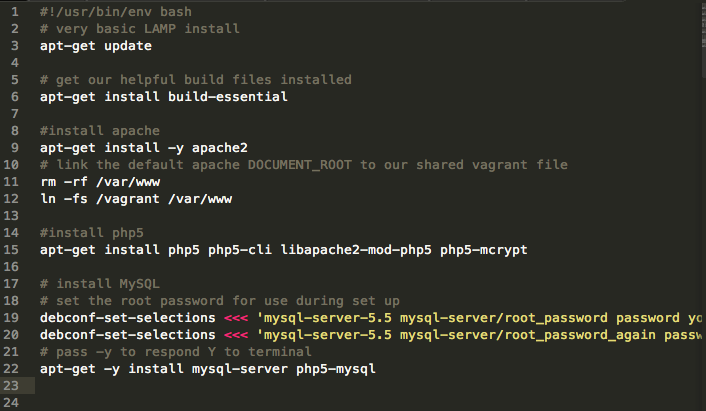 1 #!/usr/bin/env bash
2 # very basic LAMP install
3 apt-get update
4
5 # get our helpful build files installed
6 apt-get install build-essential
7
8 #install apache
9 apt-get install -y apache2
10 # link the default apache DOCUMENT_ROOT to our shared vagrant file
11 rm -rf /var/www
12 ln -fs /vagrant /var/www
13
14 #install php5
15 apt-get install php5 php5-cli libapache2-mod-php5 php5-mcrypt
16
17 # install MySQL
18 # set the root password for use during set up
19 debconf-set-selections <<< 'mysql-server-5.5 mysql-server/root_password password yo
20 debconf-set-selections <<< 'mysql-server-5.5 mysql-server/root_password_again passw
21 # pass -y to respond Y to terminal
22 apt-get -y install mysql-server php5-mysql
23
24